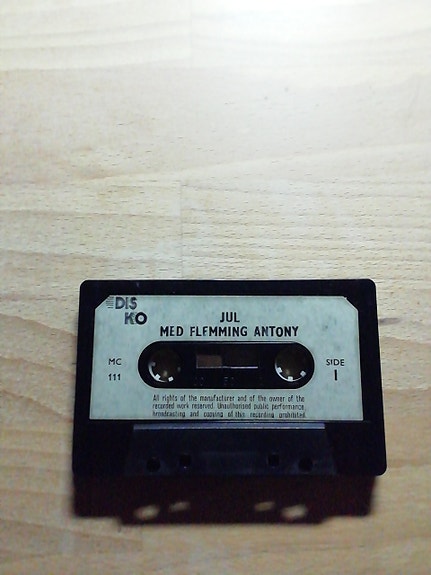 DIS
KO
JUL
MED FLEMMING ANTONY
MC
111
SIDE
1
All rights of the manufacturer and of the owner of the
recorded work reserved. Unauthorised public performance,
broadcasting and copying of this recording prohibited.